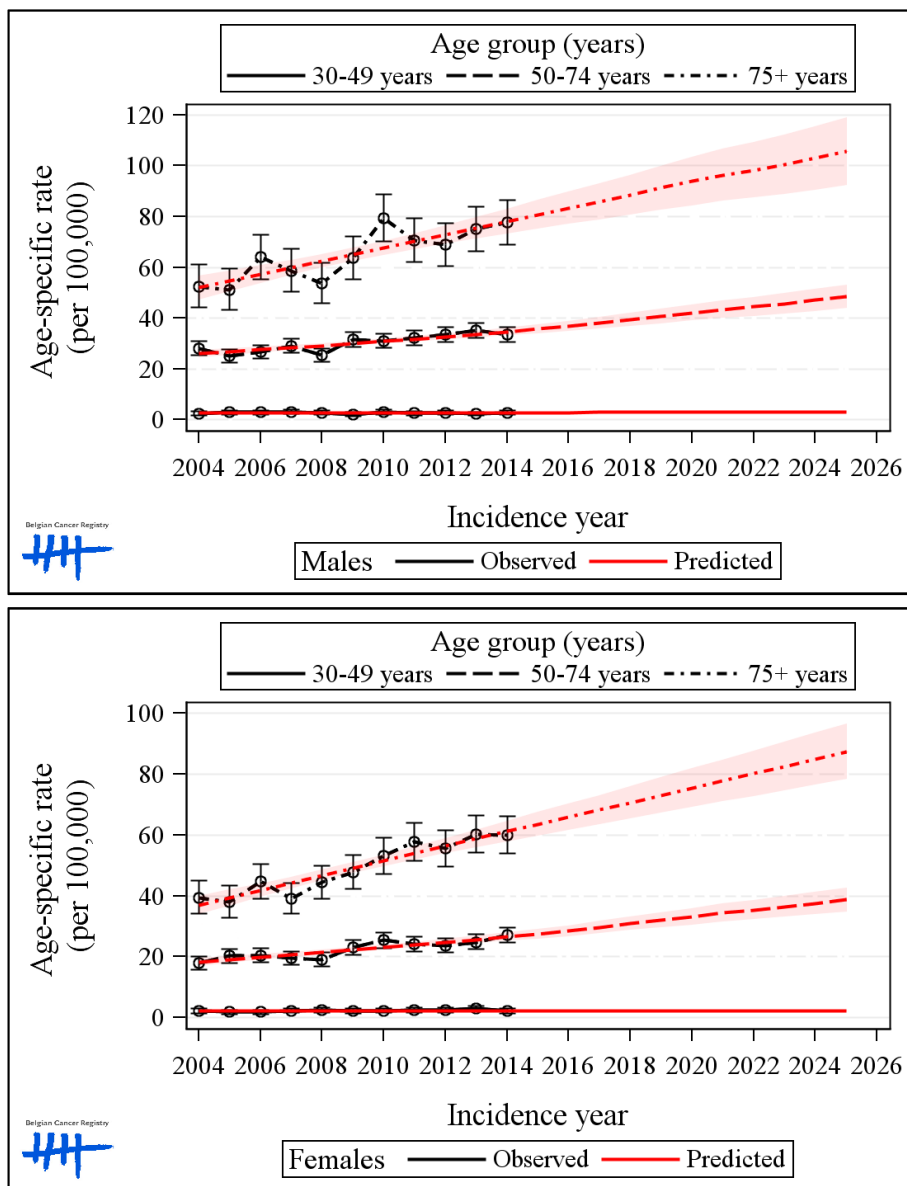 Age group (years)
30-49 years 50-74 years 75+ years
Age-specific rate
(per 100,000)
120
100
80
60
40
20
0
2004 2006 2008 2010 2012 2014 2016 2018 2020 2022 2024 2026
Incidence year
Belgian Cancer Registry
Males Observed Predicted
Age group (years)
30-49 years 50-74 years 75+ years
Age-specific rate
(per 100,000)
100
80
60
40
20
0
2004 2006 2008 2010 2012 2014 2016 2018 2020 2022 2024 2026
Incidence year
Belgian Cancer Registry
Females Observed Predicted